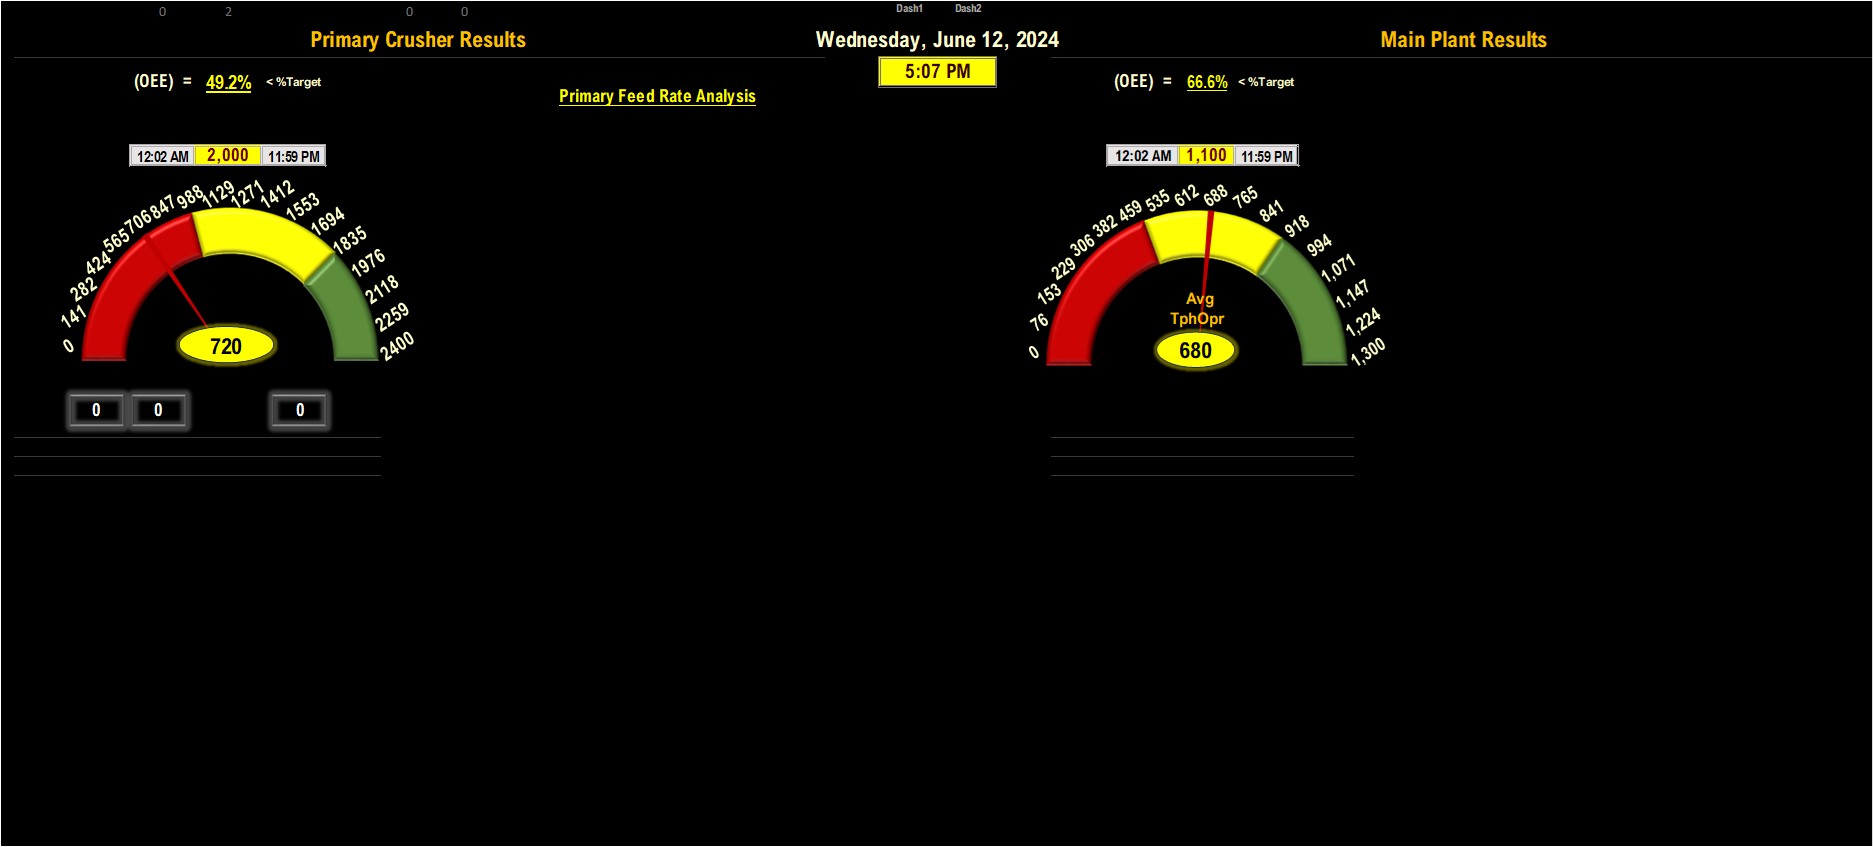 0 2 0 0 Dash1 Dash2
Primary Crusher Results
Wednesday, June 12, 2024
Main Plant Results
5:07 PM
(OEE) = 49.2% < %Target
(OEE) = 66.6% < %Target
Primary Feed Rate Analysis
12:02 AM 2,000 11:59 PM
0
141
282
424
565
706
847
988
1129
1271
1412
1553
1694
1835
1976
2118
2259
2400
720
0 0 0
12:02 AM 1,100 11:59 PM
0
76
153
229
306
382
459
535
612
688
765
841
918
994
1,071
1,147
1,224
1,300
Avg
TphOpr
680